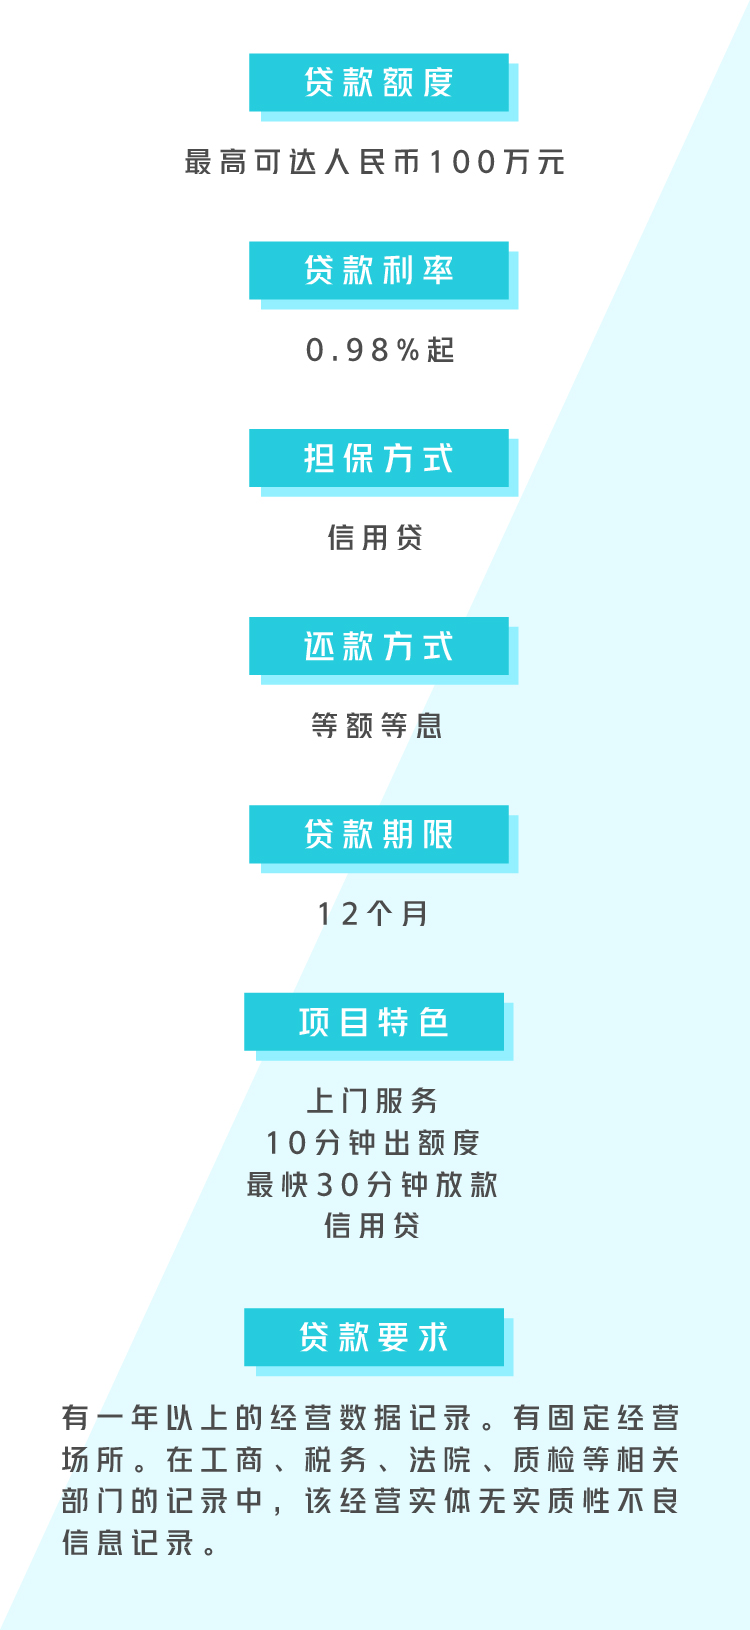 贷款额度
最高可达人民币100万元
贷款利率
0.98%起
担保方式
信用贷
还款方式
等额等息
贷款期限
12个月
项目特色
上门服务
10分钟出额度
最快30分钟放款
信用贷
贷款要求
有一年以上的经营数据记录。有固定经营
场所。在工商、税务、法院、质检等相关
部门的记录中，该经营实体无实质性不良
信息记录。